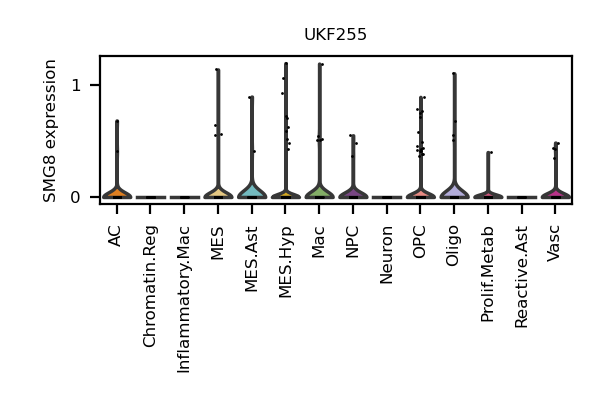 UKF255
SMG8 expression
1
0
AC
Chromatin.Reg
Inflammatory.Mac
MES
MES.Ast
MES.Hyp
Mac
NPC
Neuron
OPC
Oligo
Prolif.Metab
Reactive.Ast
Vasc